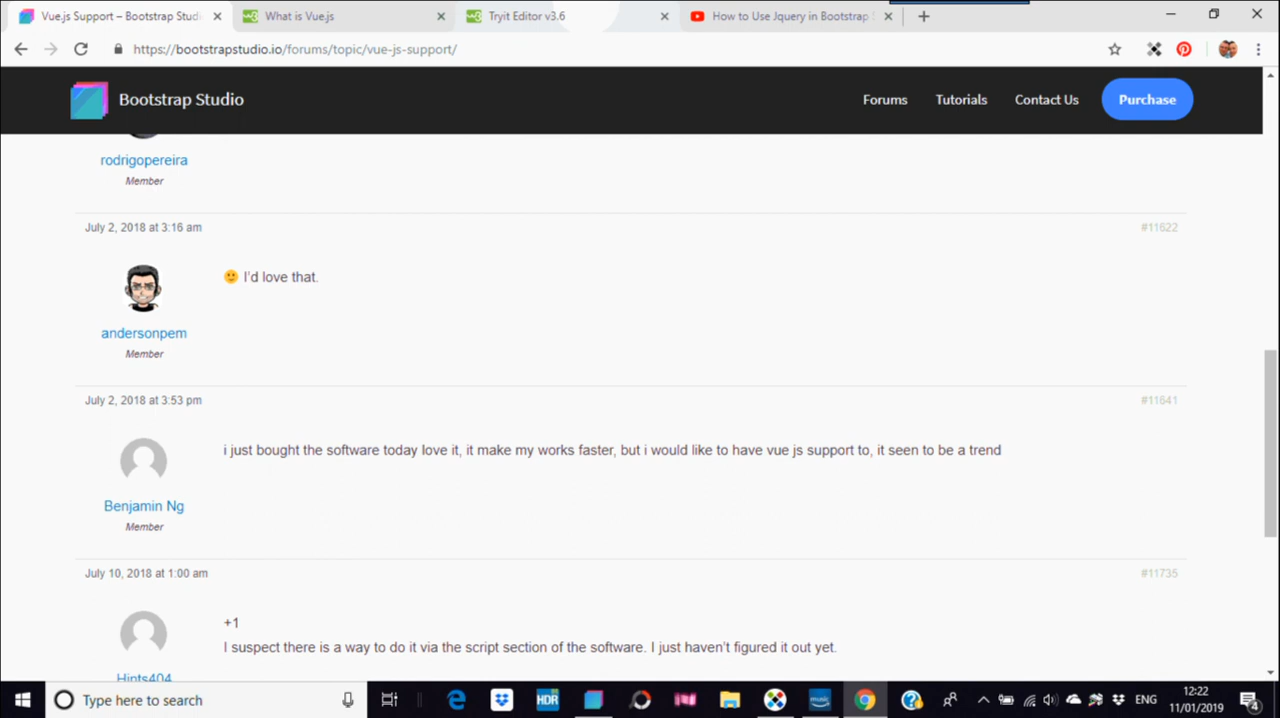 Vue.js Support – Bootstrap Studi
What is Vue.js
Tryit Editor v3.6
How to Use Jquery in Bootstrap S
https://bootstrapstudio.io/forums/topic/vue-js-support/
Bootstrap Studio
Forums
Tutorials
Contact Us
Purchase
rodrigopereira
Member
July 2, 2018 at 3:16 am
#11622
I'd love that.
andersonpem
Member
July 2, 2018 at 3:53 pm
#11641
i just bought the software today love it, it make my works faster, but i would like to have vue js support to, it seen to be a trend
Benjamin Ng
Member
July 10, 2018 at 1:00 am
#11735
+1
I suspect there is a way to do it via the script section of the software. I just haven't figured it out yet.
Hints404
Type here to search
HDR
music
ENG
12:22
11/01/2019
4